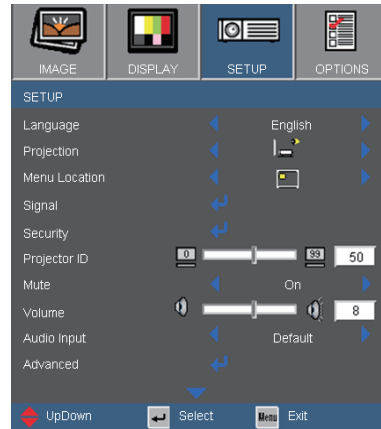 IMAGE DISPLAY SETUP OPTIONS
SETUP
Language English
Projection
Menu Location
Signal
Security
Projector ID 0 99 50
Mute On
Volume 8
Audio Input Default
Advanced
UpDown Select Menu Exit